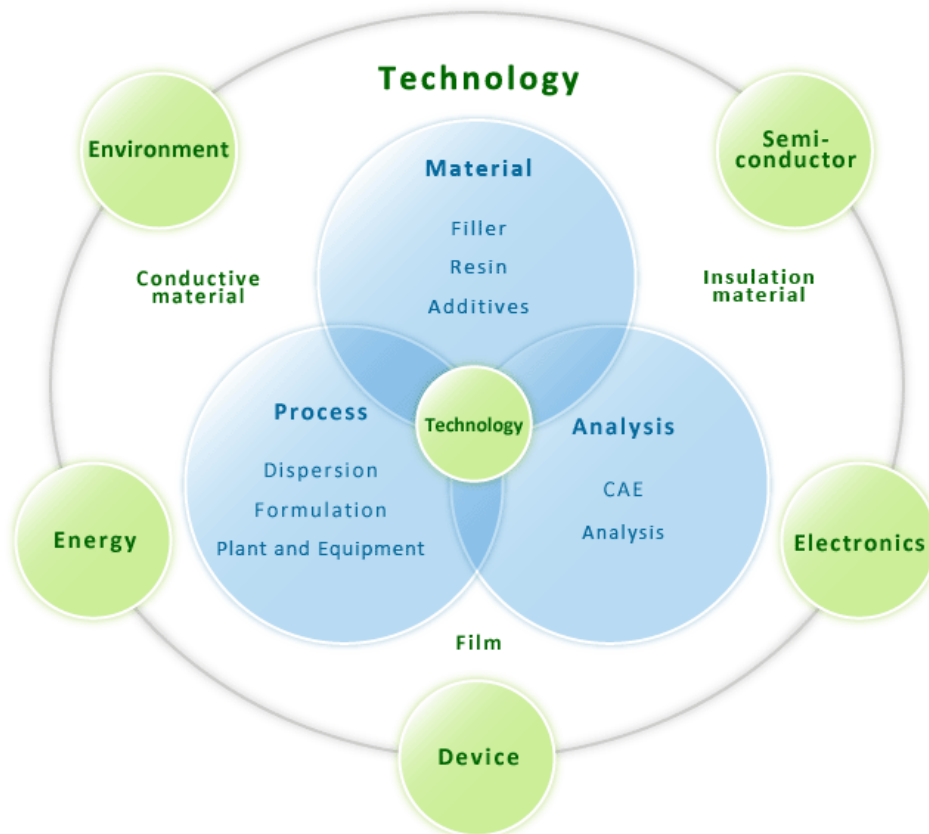 Technology
Environment
Semi-
conductor
Material
Filler
Resin
Additives
Conductive
material
Insulation
material
Process
Dispersion
Formulation
Plant and Equipment
Technology
Analysis
CAE
Analysis
Energy
Electronics
Film
Device